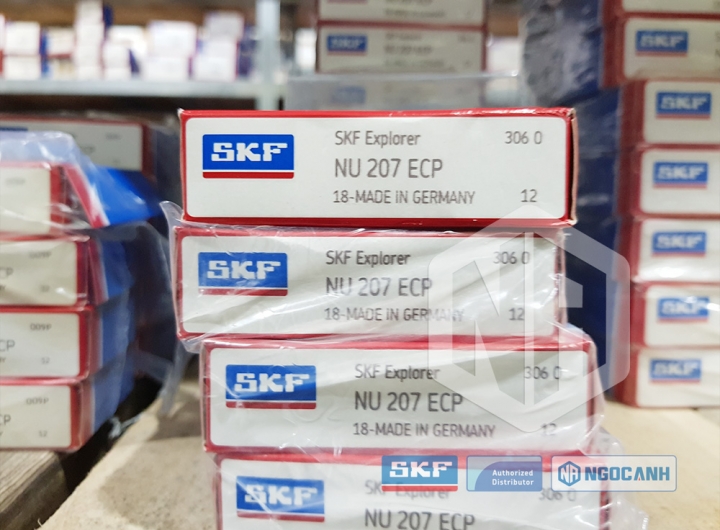 SKF
SKF Explorer 306 0
NU 207 ECP
18-MADE IN GERMANY 12
SKF
SKF Explorer 306 0
NU 207 ECP
18-MADE IN GERMANY 12
SKF
SKF Explorer 306 0
NU 207 ECP
18-MADE IN GERMANY 12
SKF
SKF Explorer 306 0
NU 207 ECP
SKF
SKF
SKF
SKF
SKF
SKF
SKF
SKF
Authorized
Distributor
NGOCANH